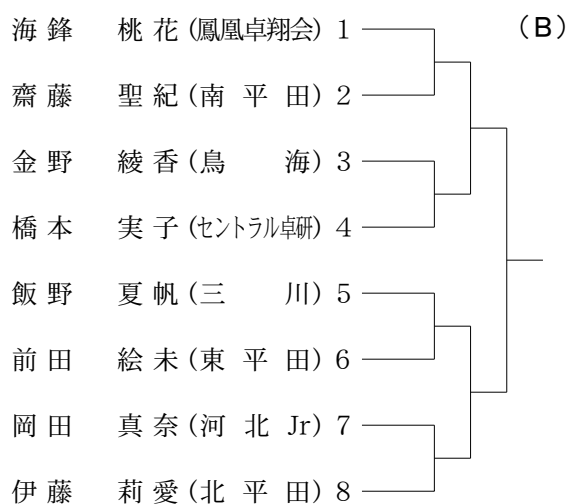 海鋒　桃花(鳳凰卓翔会) 1
（B）
齋藤　聖紀(南平田) 2
金野　綾香(鳥海) 3
橋本　実子(セントラル卓研) 4
飯野　夏帆(三川) 5
前田　絵未(東平田) 6
岡田　真奈(河北Jr) 7
伊藤　莉愛(北平田) 8